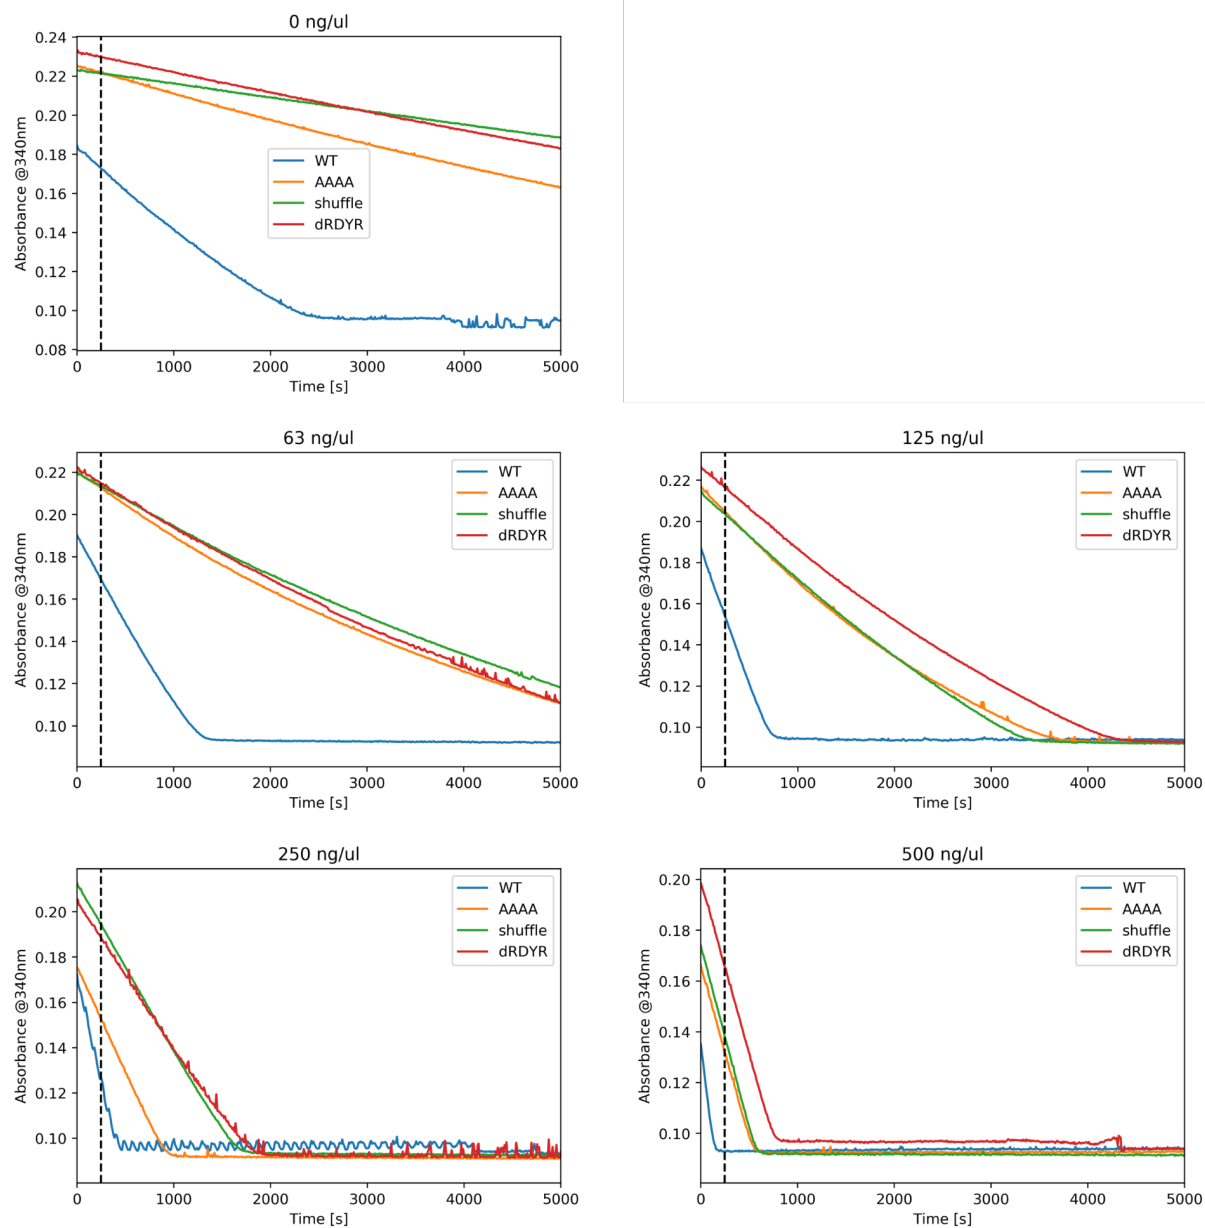 0 ng/ul
0.24
0.22
0.20
0.18
0.16
0.14
0.12
0.10
0.08
Absorbance @340nm
WT
AAAA
shuffle
dRDYR
0 1000 2000 3000 4000 5000
Time [s]
63 ng/ul
0.22
0.20
0.18
0.16
0.14
0.12
0.10
Absorbance @340nm
WT
AAAA
shuffle
dRDYR
0 1000 2000 3000 4000 5000
Time [s]
125 ng/ul
0.22
0.20
0.18
0.16
0.14
0.12
0.10
Absorbance @340nm
WT
AAAA
shuffle
dRDYR
0 1000 2000 3000 4000 5000
Time [s]
250 ng/ul
0.20
0.18
0.16
0.14
0.12
0.10
Absorbance @340nm
WT
AAAA
shuffle
dRDYR
0 1000 2000 3000 4000 5000
Time [s]
500 ng/ul
0.20
0.18
0.16
0.14
0.12
0.10
Absorbance @340nm
WT
AAAA
shuffle
dRDYR
0 1000 2000 3000 4000 5000
Time [s]